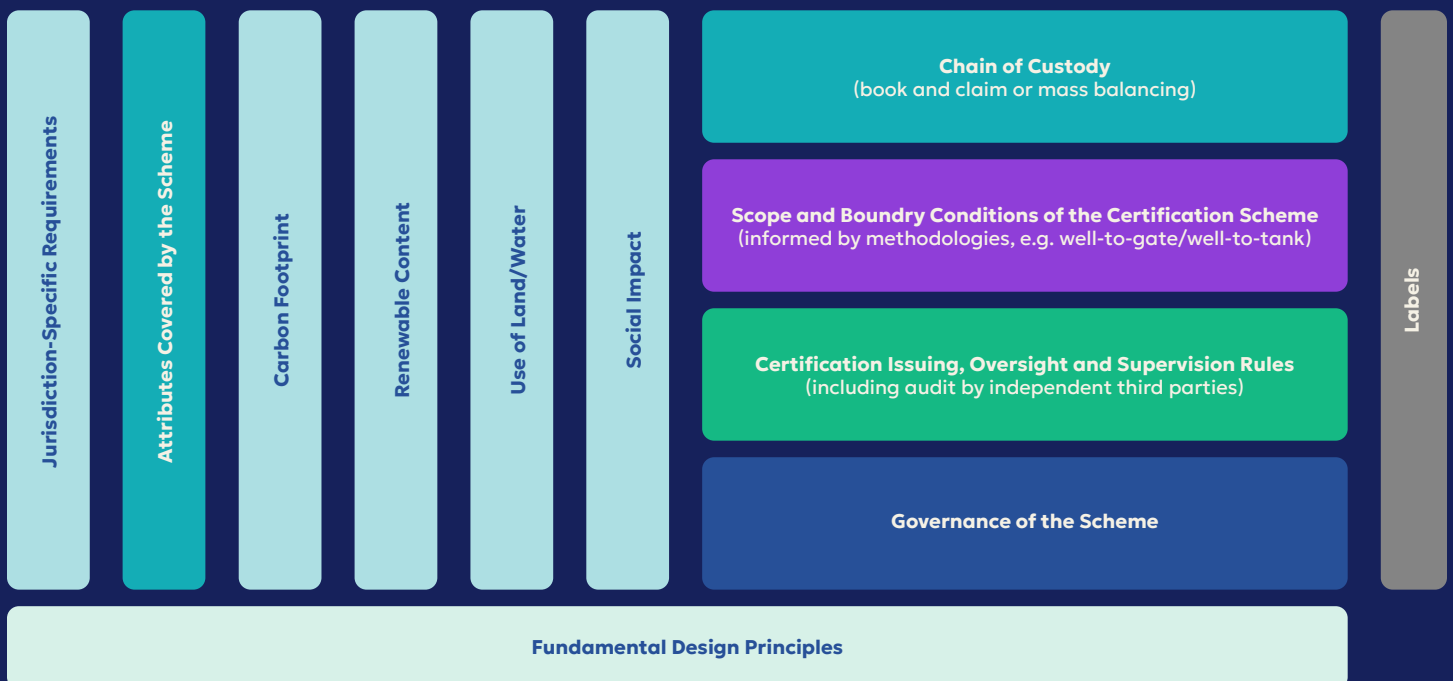 Jurisdiction-Specific Requirements
Attributes Covered by the Scheme
Carbon Footprint
Renewable Content
Use of Land/Water
Social Impact
Chain of Custody
(book and claim or mass balancing)
Scope and Boundry Conditions of the Certification Scheme
(informed by methodologies, e.g. well-to-gate/well-to-tank)
Certification Issuing, Oversight and Supervision Rules
(including audit by independent third parties)
Governance of the Scheme
Labels
Fundamental Design Principles